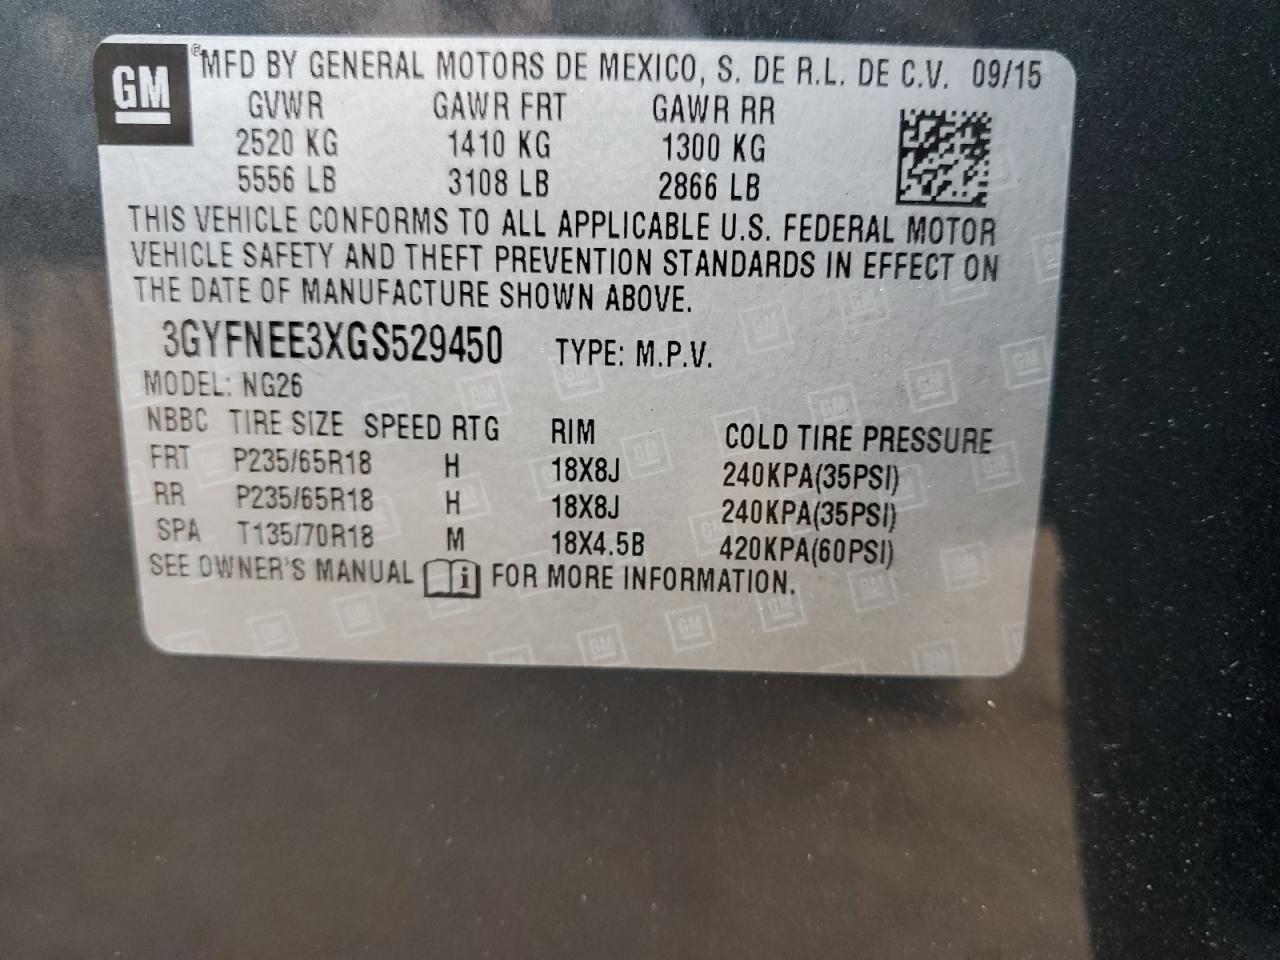 GM
MFD BY GENERAL MOTORS DE MEXICO, S. DE R.L. DE C.V. 09/15
GVWR GAWR FRT GAWR RR
2520 KG 1410 KG 1300 KG
5556 LB 3108 LB 2866 LB
THIS VEHICLE CONFORMS TO ALL APPLICABLE U.S. FEDERAL MOTOR
VEHICLE SAFETY AND THEFT PREVENTION STANDARDS IN EFFECT ON
THE DATE OF MANUFACTURE SHOWN ABOVE.
3GYFNEE3XGS529450 TYPE: M.P.V.
MODEL: NG26
NBBC TIRE SIZE SPEED RTG RIM COLD TIRE PRESSURE
FRT P235/65R18 H 18X8J 240KPA(35PSI)
RR P235/65R18 H 18X8J 240KPA(35PSI)
SPA T135/70R18 M 18X4.5B 420KPA(60PSI)
SEE OWNER'S MANUAL i FOR MORE INFORMATION.